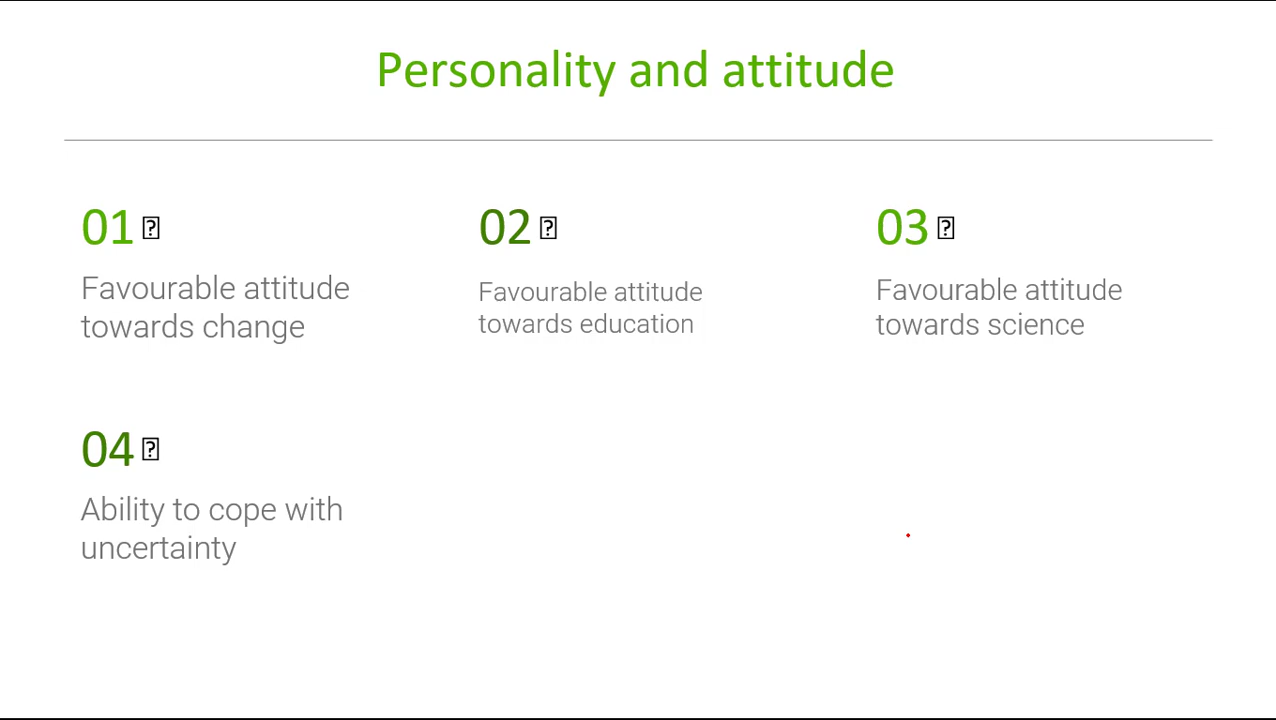 Personality and attitude
01 ⍰
Favourable attitude
towards change
02 ⍰
Favourable attitude
towards education
03 ⍰
Favourable attitude
towards science
04 ⍰
Ability to cope with
uncertainty